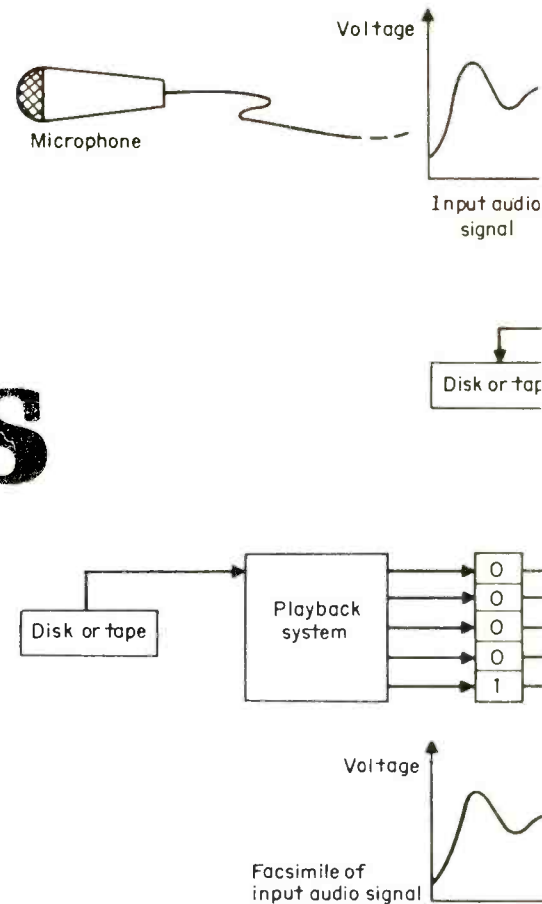 Voltage
Microphone
Input audio
signal
Disk or tap
S
Disk or tape
Playback
system
0
0
0
0
1
Voltage
Facsimile of
input audio signal